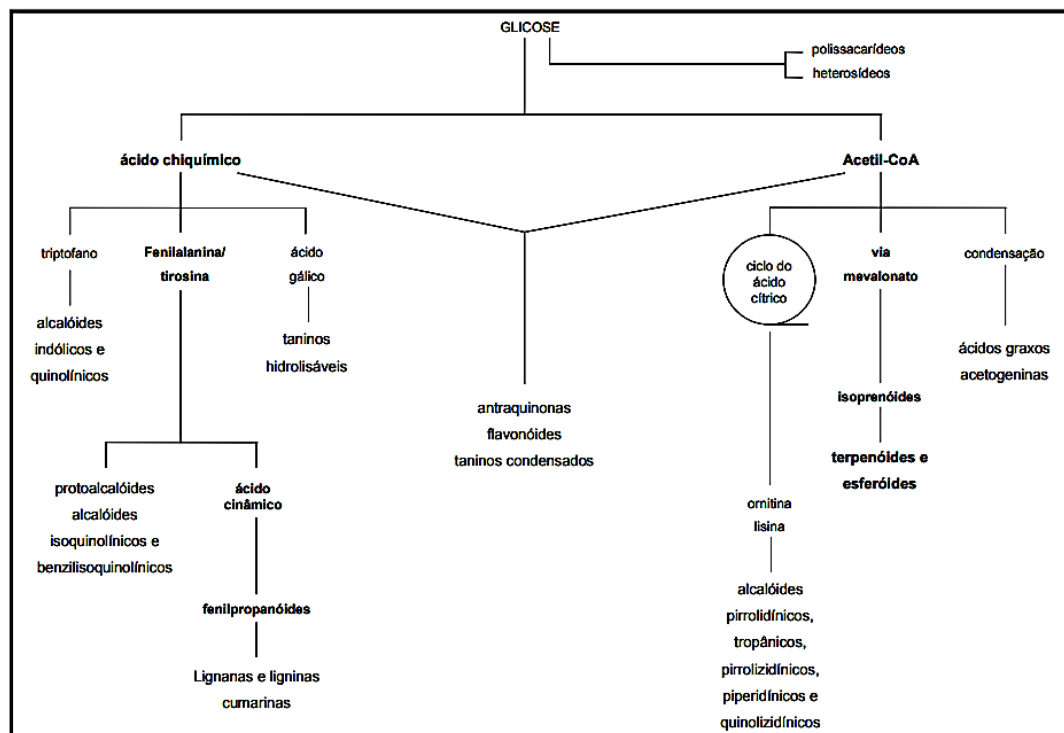 GLICOSE
polissacarídeos
heterosídeos
ácido chiquímico
Acetil-CoA
triptofano
Fenilalanina/
tirosina
ácido
gálico
ciclo do
ácido
cítrico
via
mevalonato
condensação
alcalóides
indólicos e
quinolínicos
taninos
hidrolisáveis
ácidos graxos
acetogeninas
antraquinonas
flavonóides
taninos condensados
isoprenóides
terpenóides e
esferóides
protoalcalóides
alcalóides
isoquinolínicos e
benzilisoquinolínicos
ácido
cinâmico
ornitina
lisina
fenilpropanóides
alcalóides
pirrolidínicos,
tropânicos,
pirrolizidínicos,
piperidínicos e
quinolizidínicos
Lignanas e ligninas
cumarinas